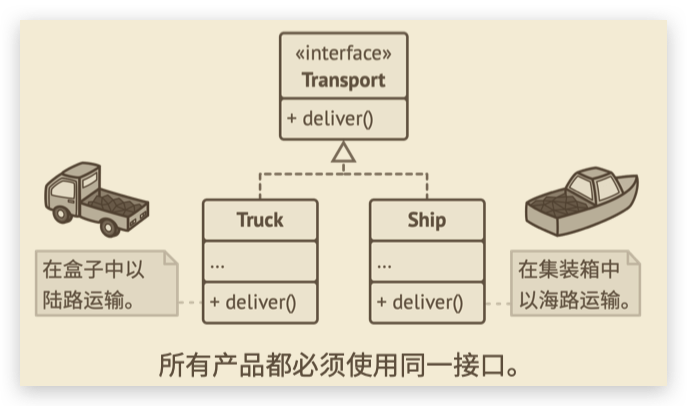 «interface»
Transport
+ deliver()
Truck
...
+ deliver()
Ship
...
+ deliver()
在盒子中以
陆路运输。
在集装箱中
以海路运输。
所有产品都必须使用同一接口。